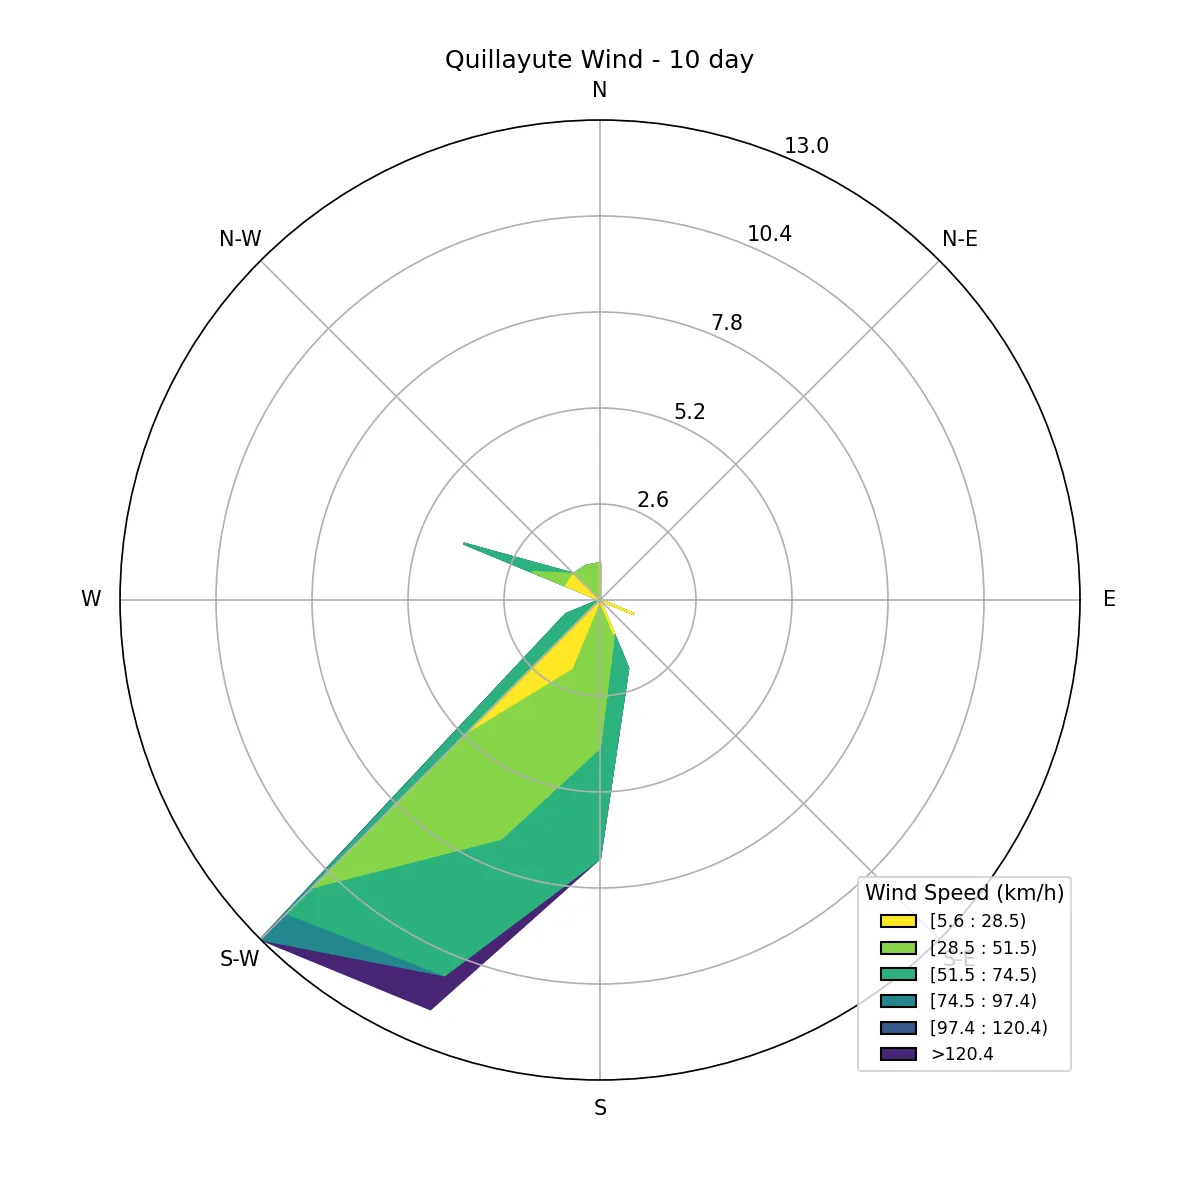 Quillayute Wind - 10 day
N
13.0
N-W
N-E
10.4
7.8
5.2
2.6
W
E
Wind Speed (km/h)
[5.6 : 28.5)
[28.5 : 51.5)
S-W
S-E
[51.5 : 74.5)
[74.5 : 97.4)
[97.4 : 120.4)
>120.4
S